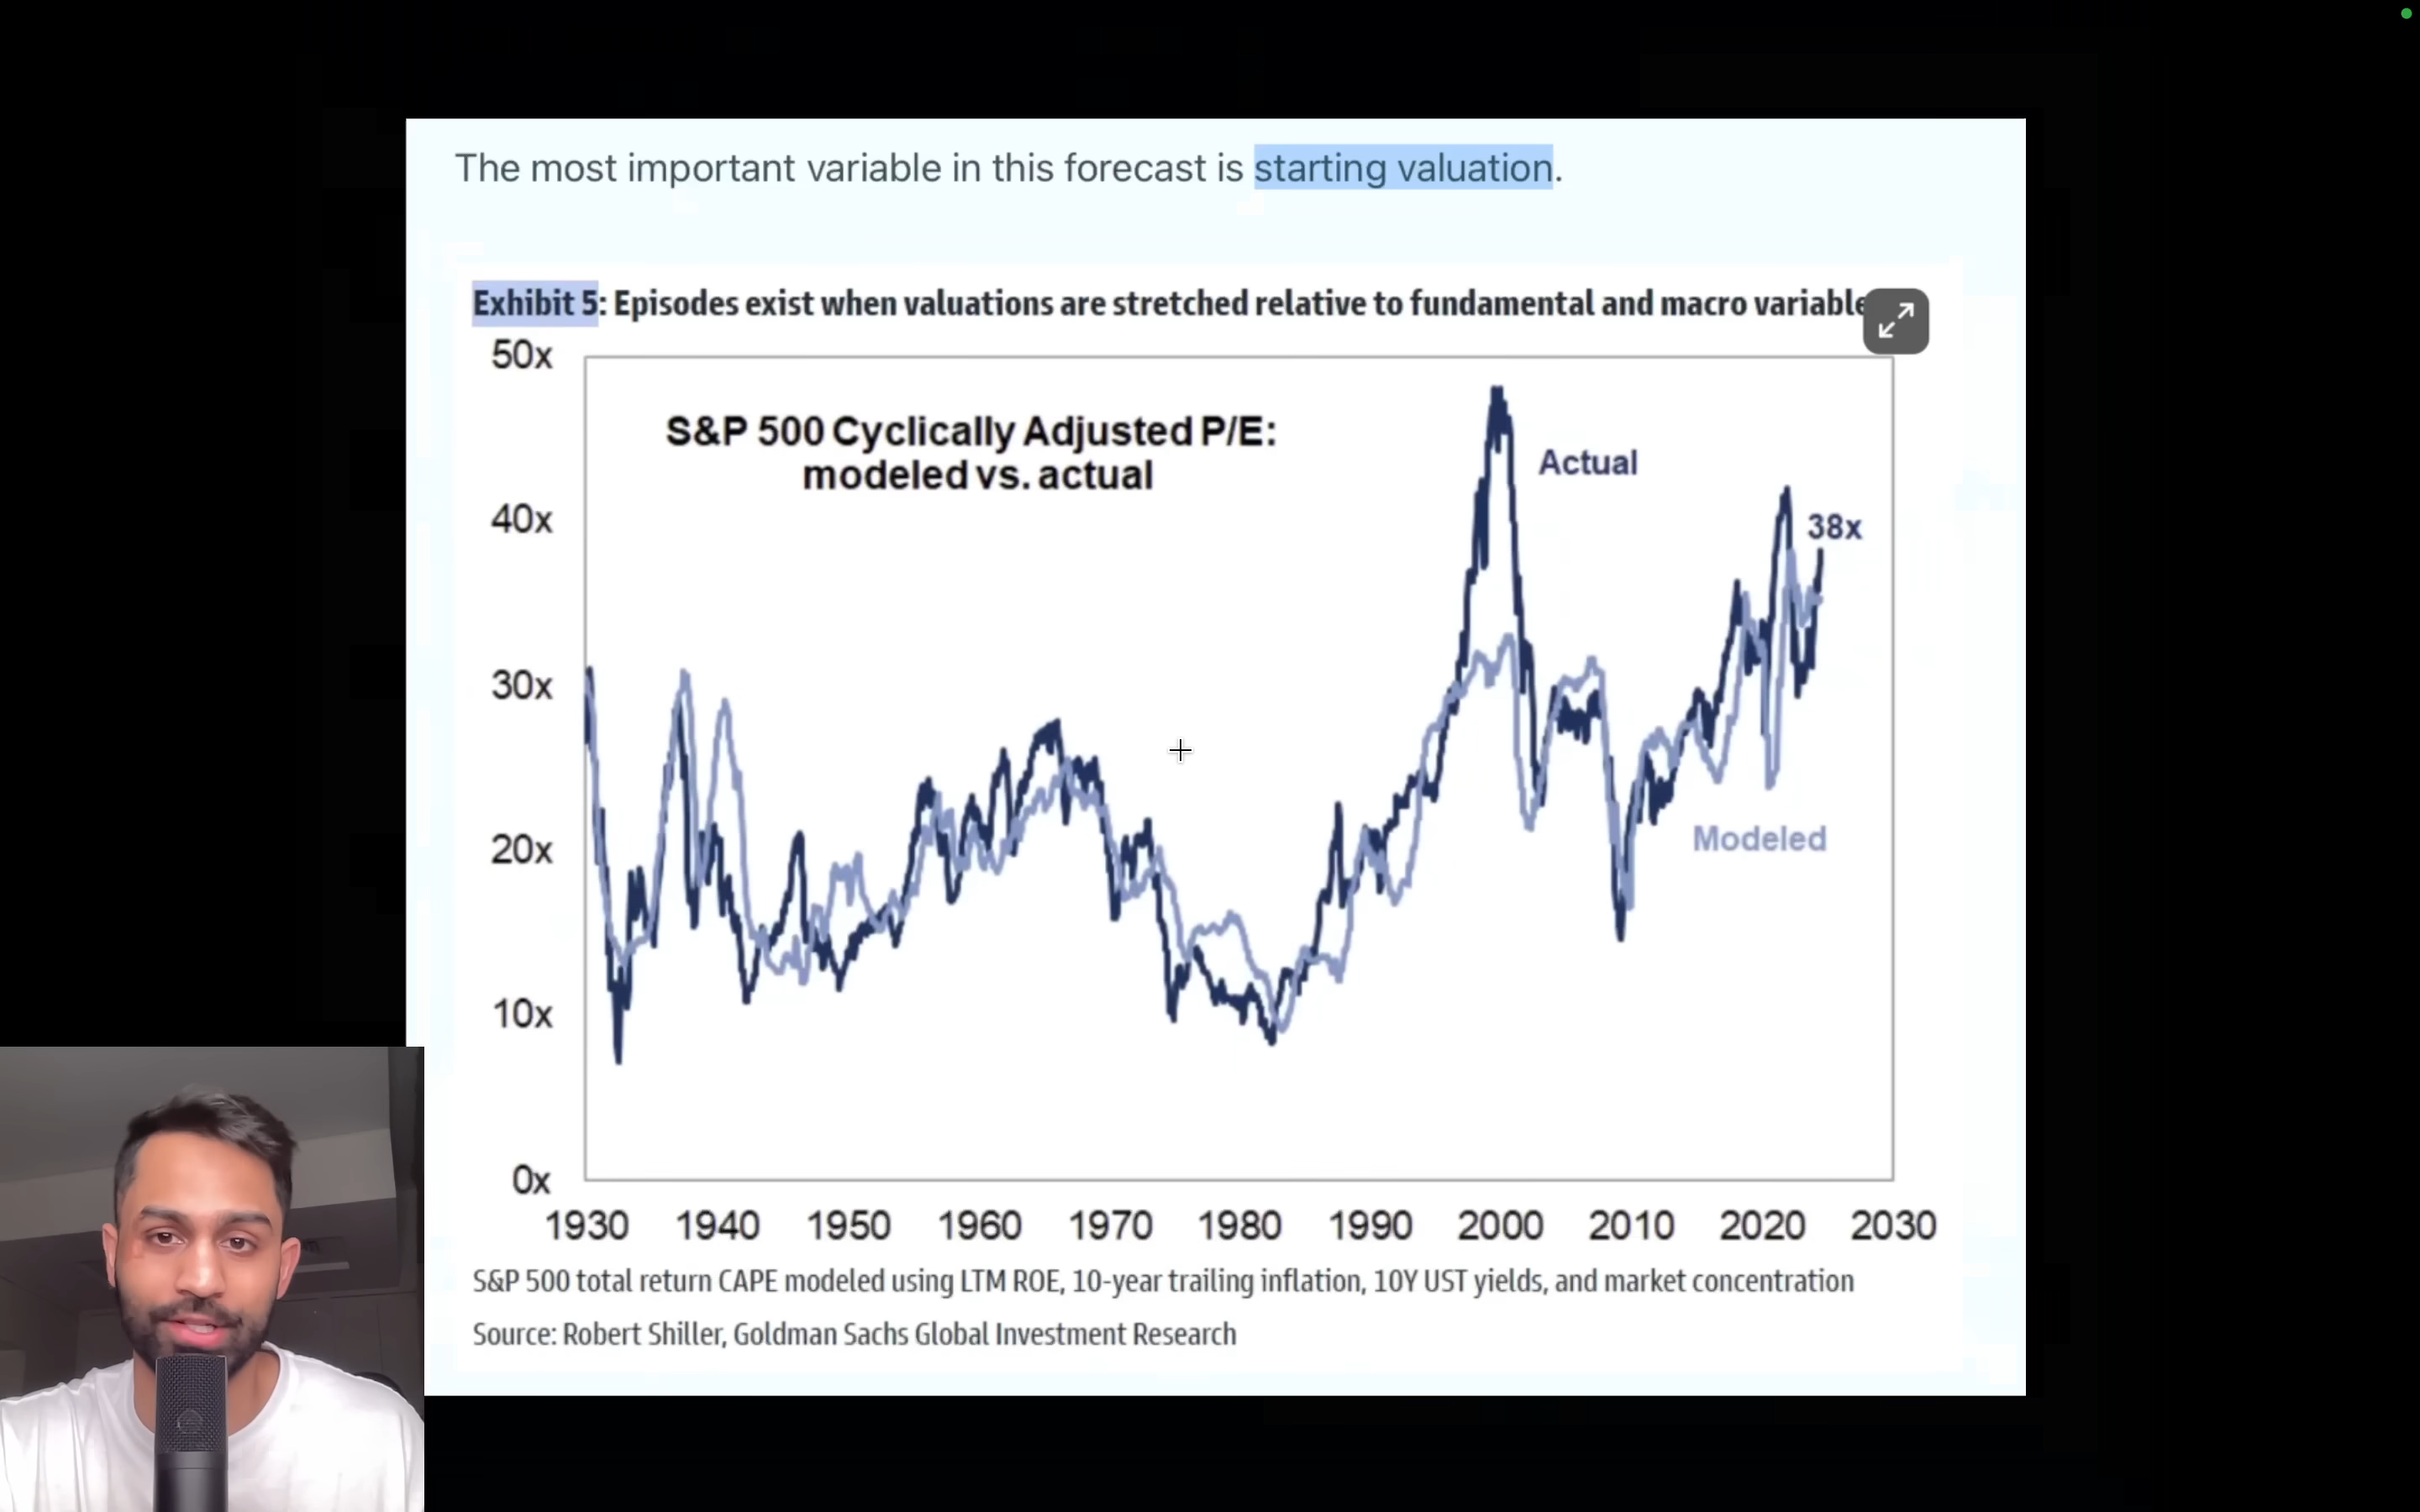 The most important variable in this forecast is starting valuation.
Exhibit 5: Episodes exist when valuations are stretched relative to fundamental and macro variable
50x
S&P 500 Cyclically Adjusted P/E:
modeled vs. actual
Actual
40x
38x
30x
20x
Modeled
10x
0x
1930 1940 1950 1960 1970 1980 1990 2000 2010 2020 2030
S&P 500 total return CAPE modeled using LTM ROE, 10-year trailing inflation, 10Y UST yields, and market concentration
Source: Robert Shiller, Goldman Sachs Global Investment Research